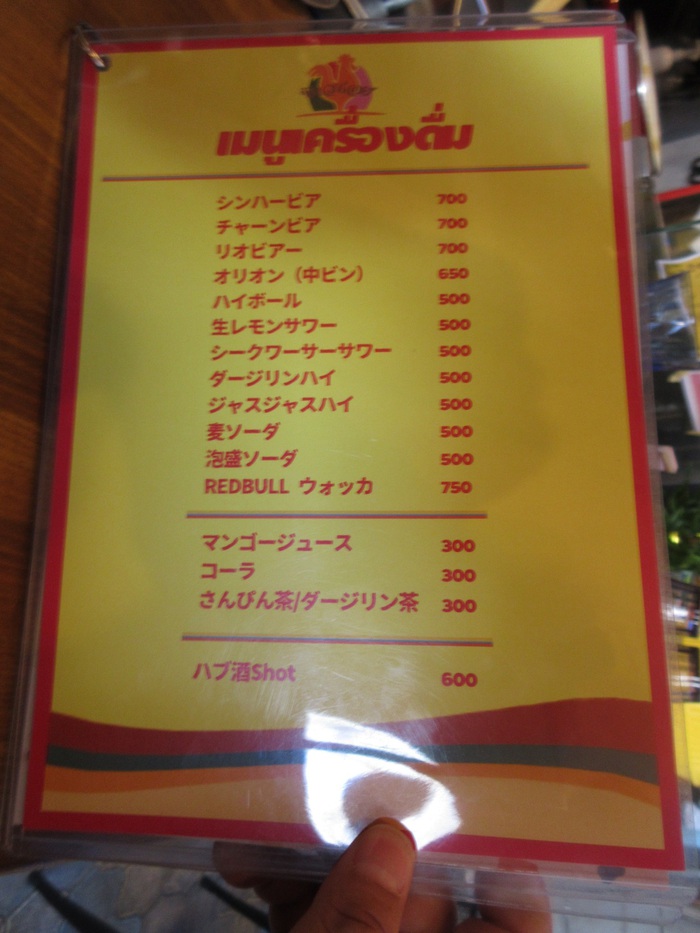 เมนูเครื่องดื่ม
シンハービア 700
チャーンビア 700
リオビアー 700
オリオン（中ビン） 650
ハイボール 500
生レモンサワー 500
シークワーサーサワー 500
ダージリンハイ 500
ジャスジャスハイ 500
麦ソーダ 500
泡盛ソーダ 500
REDBULL ウォッカ 750
マンゴージュース 300
コーラ 300
さんぴん茶/ダージリン茶 300
ハブ酒Shot 600